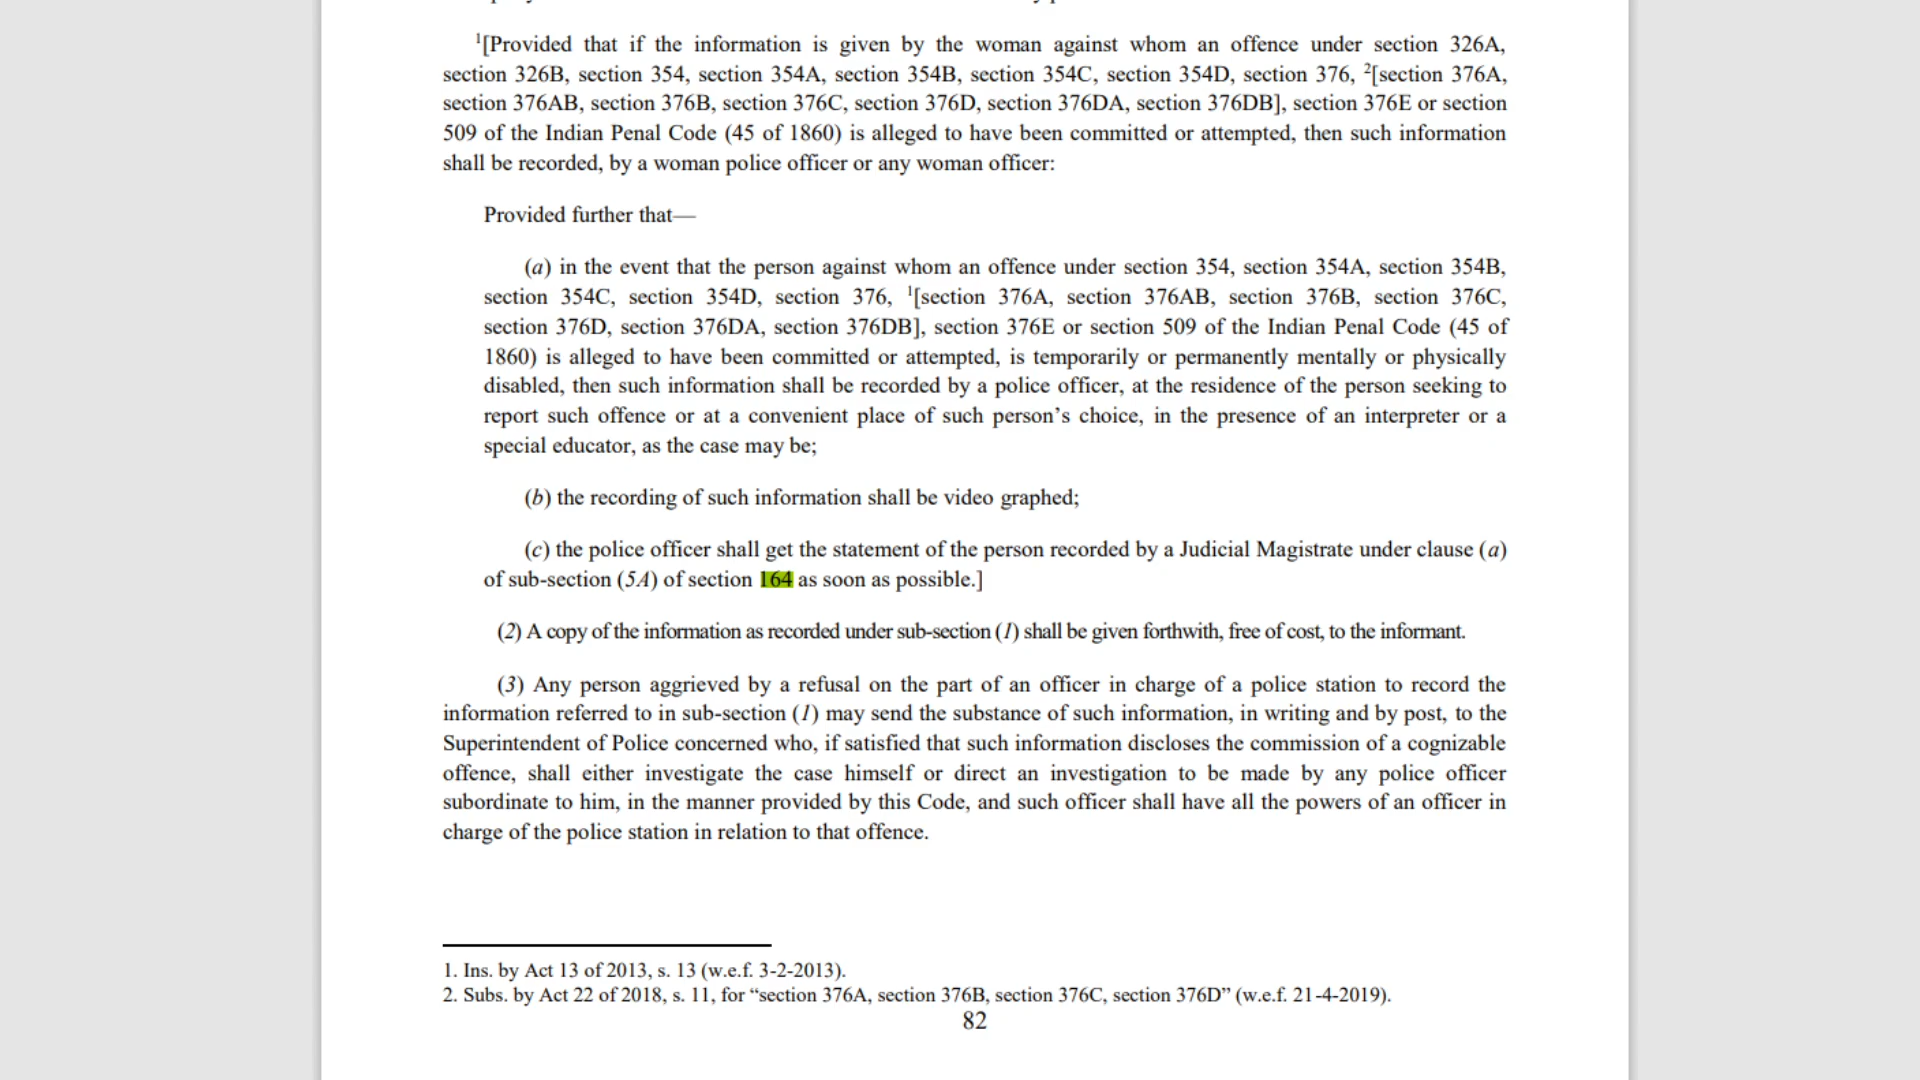 ¹[Provided that if the information is given by the woman against whom an offence under section 326A,
section 326B, section 354, section 354A, section 354B, section 354C, section 354D, section 376, ²[section 376A,
section 376AB, section 376B, section 376C, section 376D, section 376DA, section 376DB], section 376E or section
509 of the Indian Penal Code (45 of 1860) is alleged to have been committed or attempted, then such information
shall be recorded, by a woman police officer or any woman officer:
Provided further that—
(a) in the event that the person against whom an offence under section 354, section 354A, section 354B,
section 354C, section 354D, section 376, ¹[section 376A, section 376AB, section 376B, section 376C,
section 376D, section 376DA, section 376DB], section 376E or section 509 of the Indian Penal Code (45 of
1860) is alleged to have been committed or attempted, is temporarily or permanently mentally or physically
disabled, then such information shall be recorded by a police officer, at the residence of the person seeking to
report such offence or at a convenient place of such person’s choice, in the presence of an interpreter or a
special educator, as the case may be;
(b) the recording of such information shall be video graphed;
(c) the police officer shall get the statement of the person recorded by a Judicial Magistrate under clause (a)
of sub-section (5A) of section 164 as soon as possible.]
(2) A copy of the information as recorded under sub-section (1) shall be given forthwith, free of cost, to the informant.
(3) Any person aggrieved by a refusal on the part of an officer in charge of a police station to record the
information referred to in sub-section (1) may send the substance of such information, in writing and by post, to the
Superintendent of Police concerned who, if satisfied that such information discloses the commission of a cognizable
offence, shall either investigate the case himself or direct an investigation to be made by any police officer
subordinate to him, in the manner provided by this Code, and such officer shall have all the powers of an officer in
charge of the police station in relation to that offence.
1. Ins. by Act 13 of 2013, s. 13 (w.e.f. 3-2-2013).
2. Subs. by Act 22 of 2018, s. 11, for “section 376A, section 376B, section 376C, section 376D” (w.e.f. 21-4-2019).
82